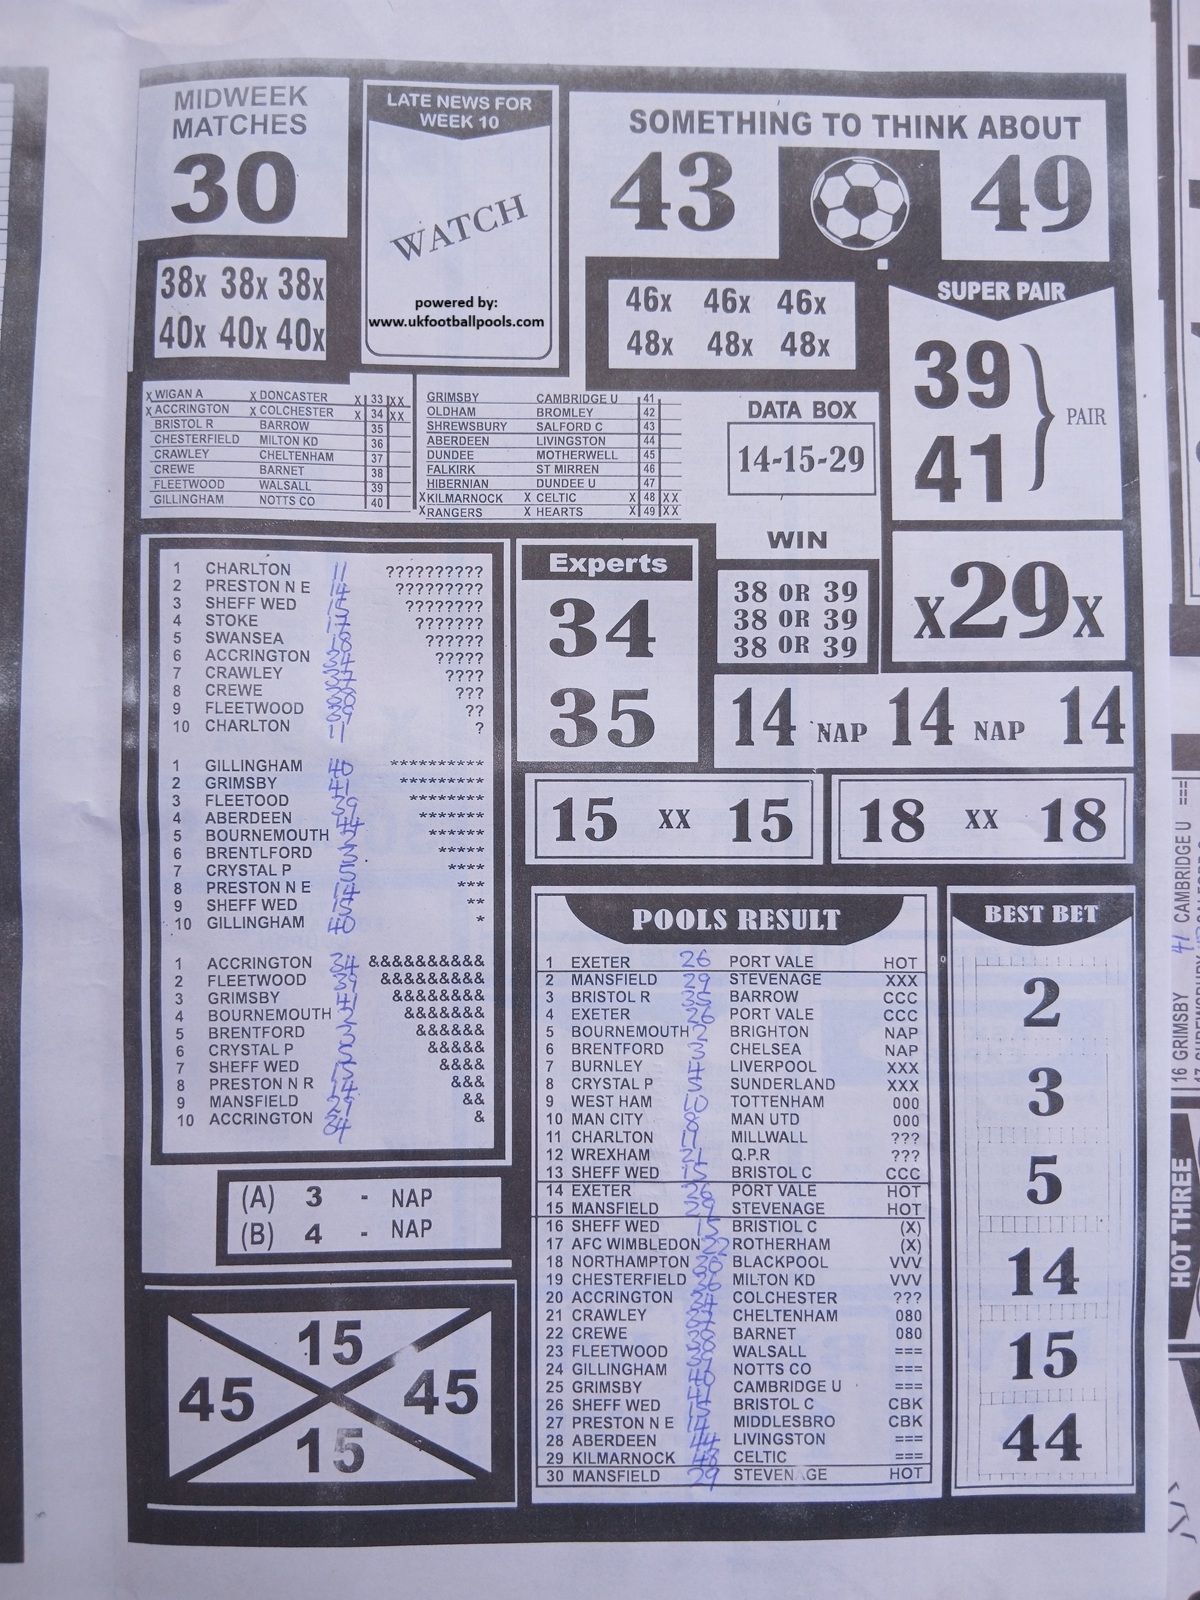 MIDWEEK
MATCHES
30
38x 38x 38x
40x 40x 40x
LATE NEWS FOR
WEEK 10
WATCH
powered by:
www.ukfootballpools.com
SOMETHING TO THINK ABOUT
43 49
46x 46x 46x
48x 48x 48x
SUPER PAIR
39
41
PAIR
X WIGAN A X DONCASTER X 33 XX
X ACCRINGTON X COLCHESTER X 34 XX
BRISTOL R BARROW 35
CHESTERFIELD MILTON KD 36
CRAWLEY CHELTENHAM 37
CREWE BARNET 38
FLEETWOOD WALSALL 39
GILLINGHAM NOTTS CO 40
GRIMSBY CAMBRIDGE U 41
OLDHAM BROMLEY 42
SHREWSBURY SALFORD C 43
ABERDEEN LIVINGSTON 44
DUNDEE MOTHERWELL 45
FALKIRK ST MIRREN 46
HIBERNIAN DUNDEE U 47
X KILMARNOCK X CELTIC X 48 XX
X RANGERS X HEARTS X 49 XX
DATA BOX
14-15-29
WIN
38 OR 39
38 OR 39
38 OR 39
X29X
1 CHARLTON 11 ??????????
2 PRESTON N E 14 ?????????
3 SHEFF WED 15 ????????
4 STOKE 17 ???????
5 SWANSEA 18 ??????
6 ACCRINGTON 34 ?????
7 CRAWLEY 37 ????
8 CREWE 38 ???
9 FLEETWOOD 39 ??
10 CHARLTON 11 ?
1 GILLINGHAM 40 **********
2 GRIMSBY 41 *********
3 FLEETOOD 39 ********
4 ABERDEEN 44 *******
5 BOURNEMOUTH 2 ******
6 BRENTLFORD 3 *****
7 CRYSTAL P 5 ****
8 PRESTON N E 14 ***
9 SHEFF WED 15 **
10 GILLINGHAM 40 *
1 ACCRINGTON 34 &&&&&&&&&&
2 FLEETWOOD 39 &&&&&&&&&
3 GRIMSBY 41 &&&&&&&&
4 BOURNEMOUTH 2 &&&&&&&
5 BRENTFORD 3 &&&&&&
6 CRYSTAL P 5 &&&&&
7 SHEFF WED 15 &&&&
8 PRESTON N R 14 &&&
9 MANSFIELD 29 &&
10 ACCRINGTON 34 &
Experts
34
35
14 NAP 14 NAP 14
15 XX 15
18 XX 18
(A) 3 - NAP
(B) 4 - NAP
15
45 45
15
POOLS RESULT
1 EXETER 26 PORT VALE HOT
2 MANSFIELD 29 STEVENAGE XXX
3 BRISTOL R 35 BARROW CCC
4 EXETER 26 PORT VALE CCC
5 BOURNEMOUTH 2 BRIGHTON NAP
6 BRENTFORD 3 CHELSEA NAP
7 BURNLEY 4 LIVERPOOL XXX
8 CRYSTAL P 5 SUNDERLAND XXX
9 WEST HAM 10 TOTTENHAM 000
10 MAN CITY 8 MAN UTD 000
11 CHARLTON 11 MILLWALL ???
12 WREXHAM 21 Q.P.R ???
13 SHEFF WED 15 BRISTOL C CCC
14 EXETER 26 PORT VALE HOT
15 MANSFIELD 29 STEVENAGE HOT
16 SHEFF WED 15 BRISTIOL C (X)
17 AFC WIMBLEDON 22 ROTHERHAM (X)
18 NORTHAMPTON 30 BLACKPOOL VVV
19 CHESTERFIELD 36 MILTON KD VVV
20 ACCRINGTON 34 COLCHESTER ???
21 CRAWLEY 37 CHELTENHAM 080
22 CREWE 38 BARNET 080
23 FLEETWOOD 39 WALSALL ===
24 GILLINGHAM 40 NOTTS CO ===
25 GRIMSBY 41 CAMBRIDGE U ===
26 SHEFF WED 15 BRISTOL C CBK
27 PRESTON N E 14 MIDDLESBRO CBK
28 ABERDEEN 44 LIVINGSTON ===
29 KILMARNOCK 48 CELTIC ===
30 MANSFIELD 29 STEVENAGE HOT
BEST BET
2
3
5
14
15
44
16 GRIMSBY 41 CAMBRIDGE U ===
HOT THREE